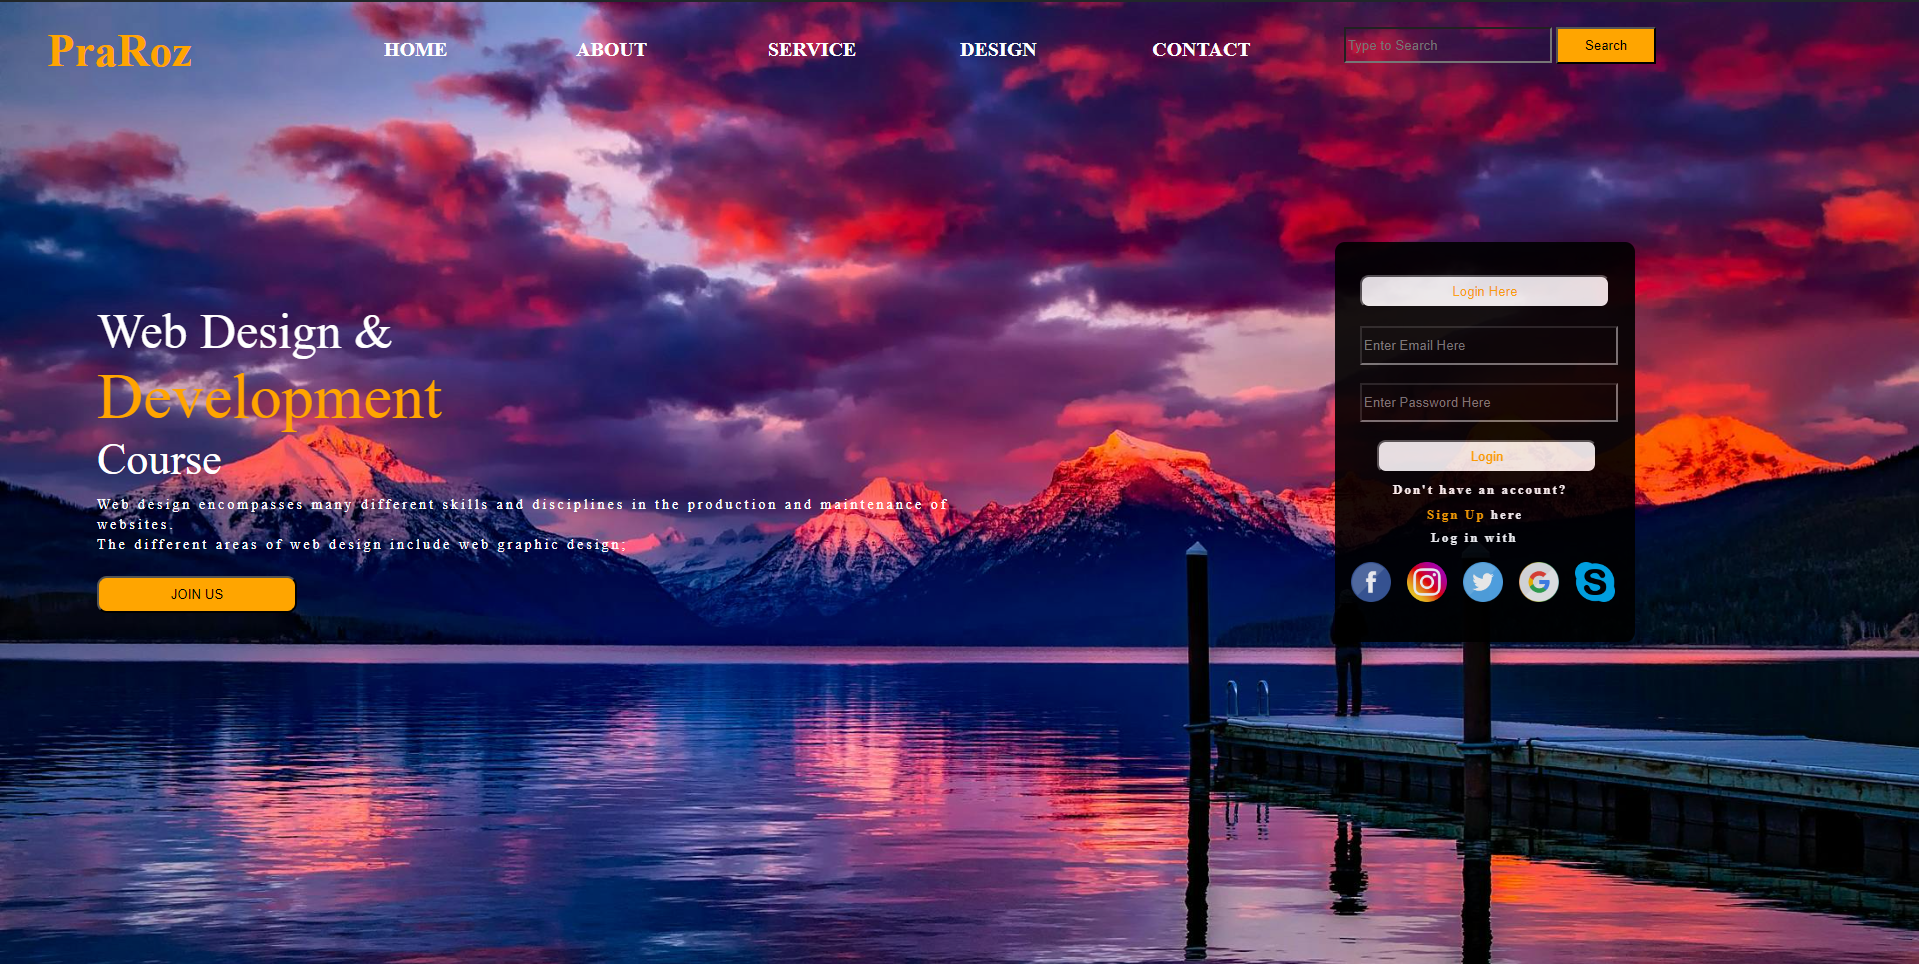 PraRoz
HOME ABOUT SERVICE DESIGN CONTACT
Type to Search Search
Web Design &
Development
Course
Web design encompasses many different skills and disciplines in the production and maintenance of
websites.
The different areas of web design include web graphic design;
JOIN US
Login Here
Enter Email Here
Enter Password Here
Login
Don't have an account?
Sign Up here
Log in with